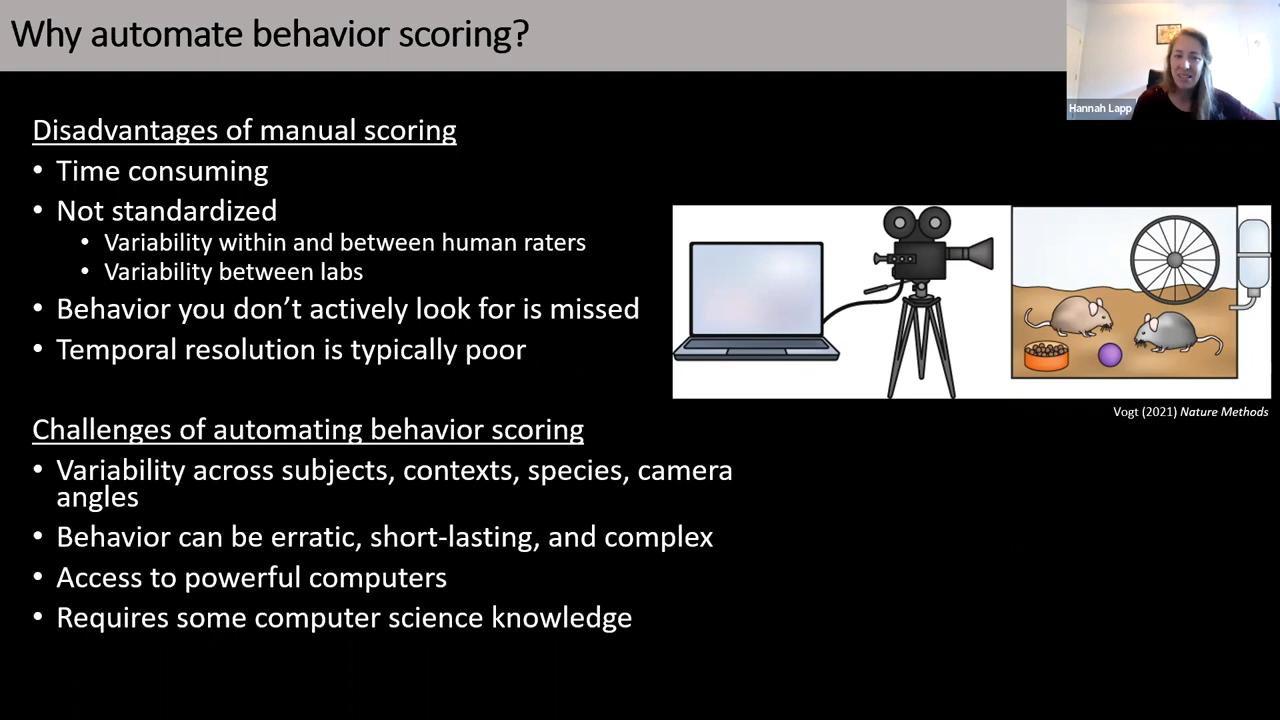 Why automate behavior scoring?
Hannah Lapp
Disadvantages of manual scoring
• Time consuming
• Not standardized
• Variability within and between human raters
• Variability between labs
• Behavior you don’t actively look for is missed
• Temporal resolution is typically poor
Vogt (2021) Nature Methods
Challenges of automating behavior scoring
• Variability across subjects, contexts, species, camera
angles
• Behavior can be erratic, short-lasting, and complex
• Access to powerful computers
• Requires some computer science knowledge